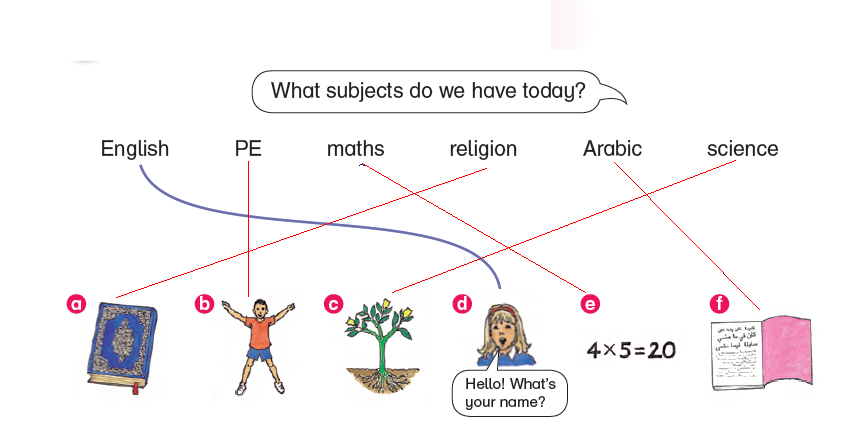 What subjects do we have today?
English PE maths religion Arabic science
a b c d e f
4×5=20
Hello! What's
your name?